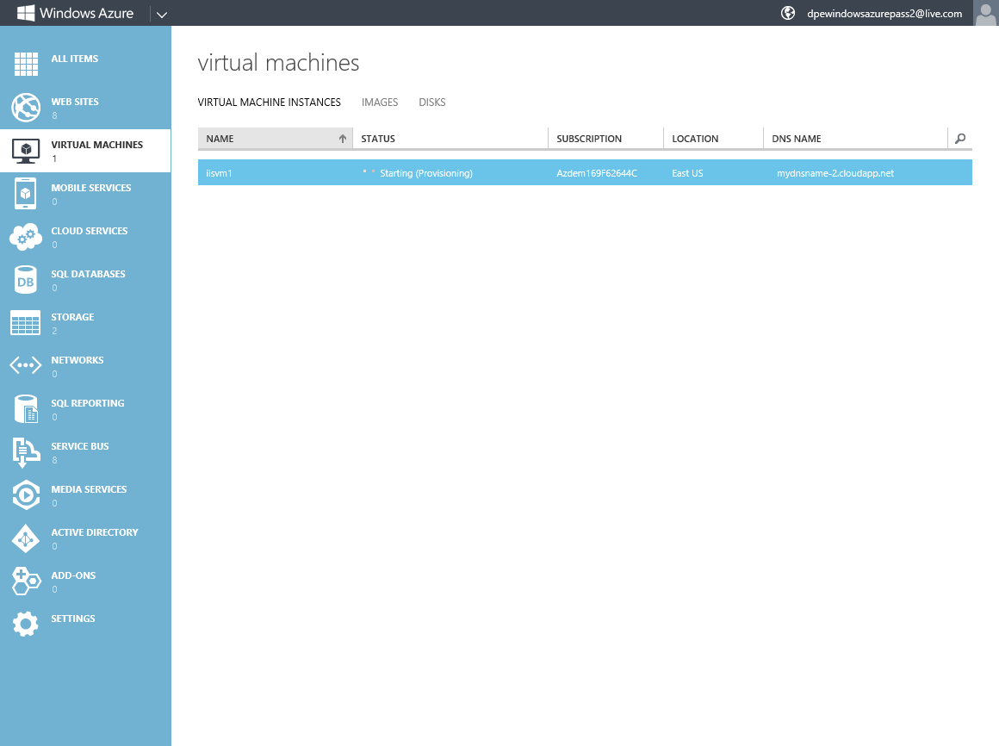 Windows Azure
dpewindowsazurepass2@live.com
ALL ITEMS
WEB SITES
8
VIRTUAL MACHINES
1
MOBILE SERVICES
0
CLOUD SERVICES
0
SQL DATABASES
0
DB
STORAGE
2
NETWORKS
0
SQL REPORTING
0
SERVICE BUS
8
MEDIA SERVICES
0
ACTIVE DIRECTORY
0
ADD-ONS
0
SETTINGS
virtual machines
VIRTUAL MACHINE INSTANCES IMAGES DISKS
NAME STATUS SUBSCRIPTION LOCATION DNS NAME
iisvm1 Starting (Provisioning) Azdem169F62644C East US mydnsname-2.cloudapp.net